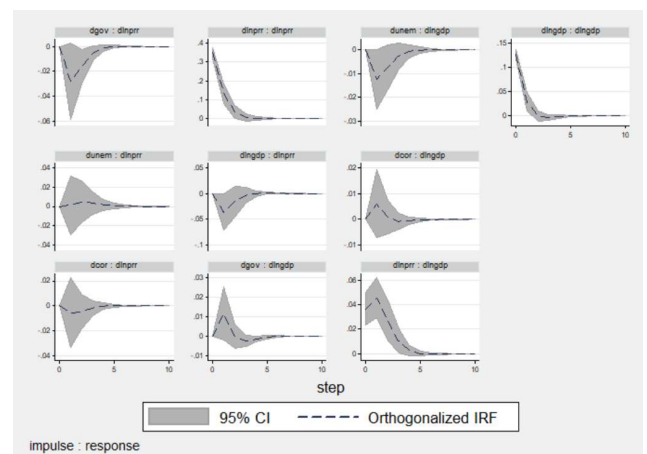 dgov : dlnprr
dlnprr : dlnprr
dunem : dlngdp
dlngdp : dlngdp
0
-.02
-.04
-.06
.4
.3
.2
.1
0
0
-.01
-.02
-.03
.15
.1
.05
0
0 5 10
dunem : dlnprr
dlngdp : dlnprr
dcor : dlngdp
.04
.02
0
-.02
-.04
.05
0
-.05
-.1
.02
.01
0
-.01
dcor : dlnprr
dgov : dlngdp
dlnprr : dlngdp
.02
0
-.02
-.04
.03
.02
.01
0
-.01
.06
.04
.02
0
0 5 10
0 5 10
0 5 10
step
95% CI
Orthogonalized IRF
impulse : response